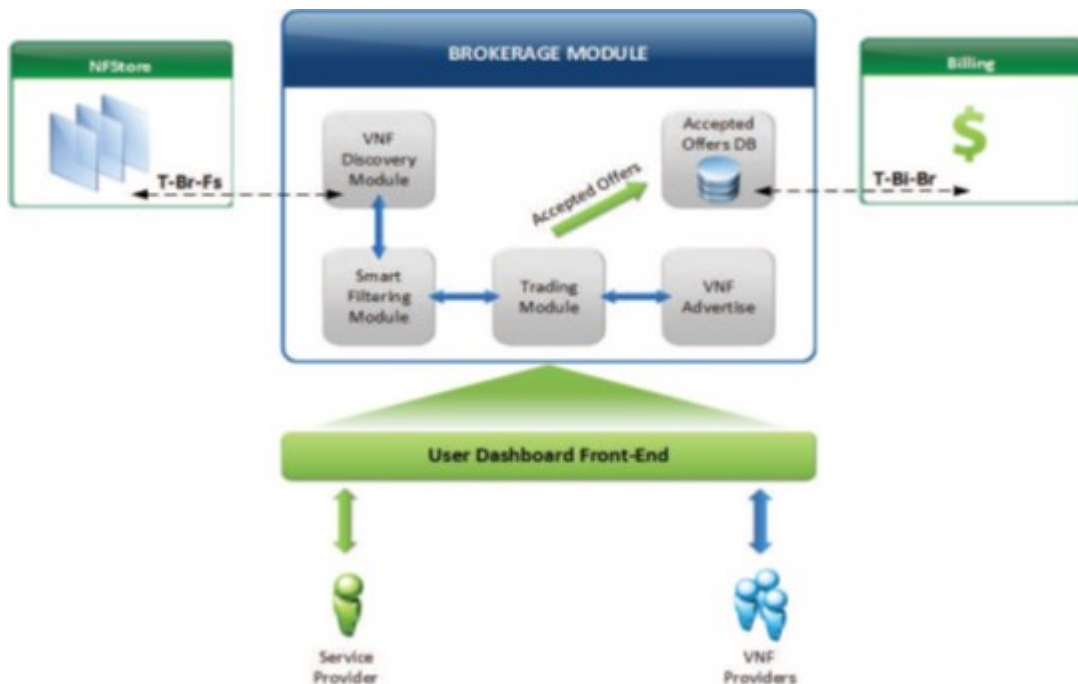 BROKERAGE MODULE
NFStore
Billing
VNF
Discovery
Module
Accepted
Offers DB
T-Br-Fs
T-Bi-Br
Accepted Offers
Smart
Filtering
Module
Trading
Module
VNF
Advertise
User Dashboard Front-End
Service
Provider
VNF
Providers